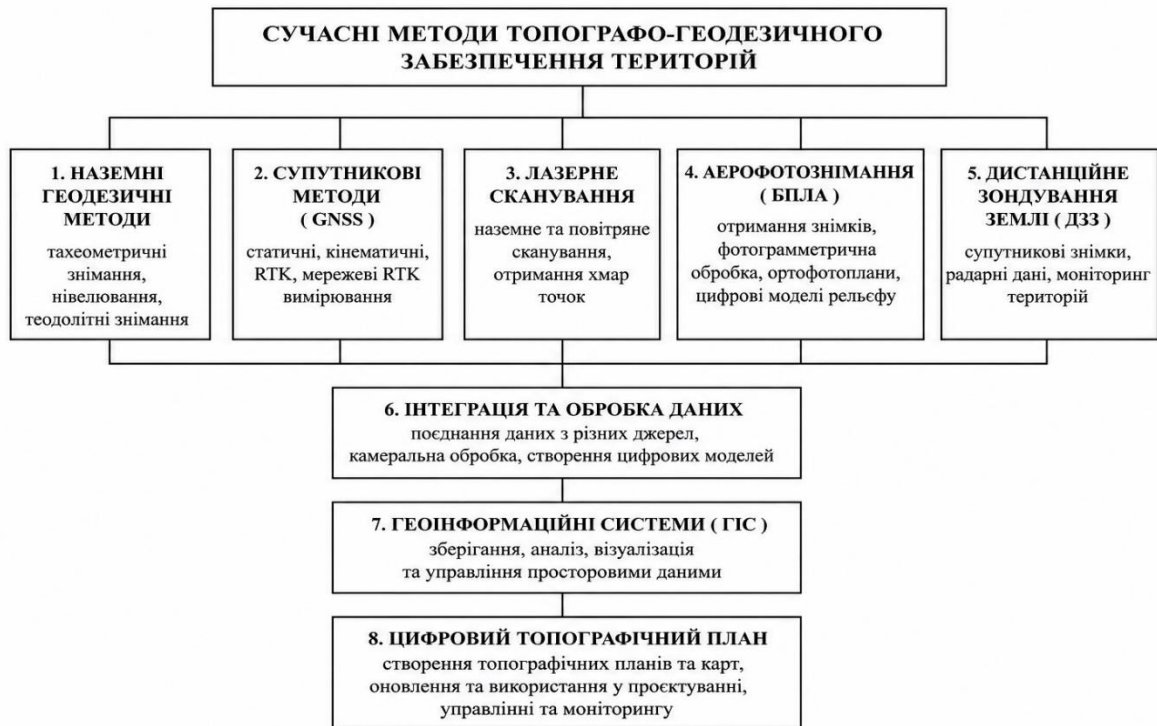 СУЧАСНІ МЕТОДИ ТОПОГРАФО-ГЕОДЕЗИЧНОГО
ЗАБЕЗПЕЧЕННЯ ТЕРИТОРІЙ
1. НАЗЕМНІ
ГЕОДЕЗИЧНІ
МЕТОДИ
тахеометричні
знімання,
нівелювання,
теодолітні знімання
2. СУПУТНИКОВІ
МЕТОДИ
( GNSS )
статичні, кінематичні,
RTK, мережеві RTK
вимірювання
3. ЛАЗЕРНЕ
СКАНУВАННЯ
наземне та повітряне
сканування,
отримання хмар
точок
4. АЕРОФОТОЗНІМАННЯ
( БПЛА )
отримання знімків,
фотограмметрична
обробка, ортофотоплани,
цифрові моделі рельєфу
5. ДИСТАНЦІЙНЕ
ЗОНДУВАННЯ
ЗЕМЛІ ( ДЗЗ )
супутникові знімки,
радарні дані, моніторинг
територій
6. ІНТЕГРАЦІЯ ТА ОБРОБКА ДАНИХ
поєднання даних з різних джерел,
камеральна обробка, створення цифрових моделей
7. ГЕОІНФОРМАЦІЙНІ СИСТЕМИ ( ГІС )
зберігання, аналіз, візуалізація
та управління просторовими даними
8. ЦИФРОВИЙ ТОПОГРАФІЧНИЙ ПЛАН
створення топографічних планів та карт,
оновлення та використання у проєктуванні,
управлінні та моніторингу